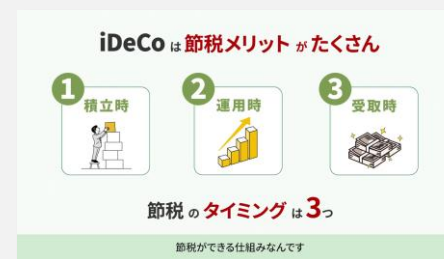 iDeCo は 節税メリット が たくさん
1 2 3
積立時 運用時 受取時
節税 の タイミング は 3つ
節税ができる仕組みなんです